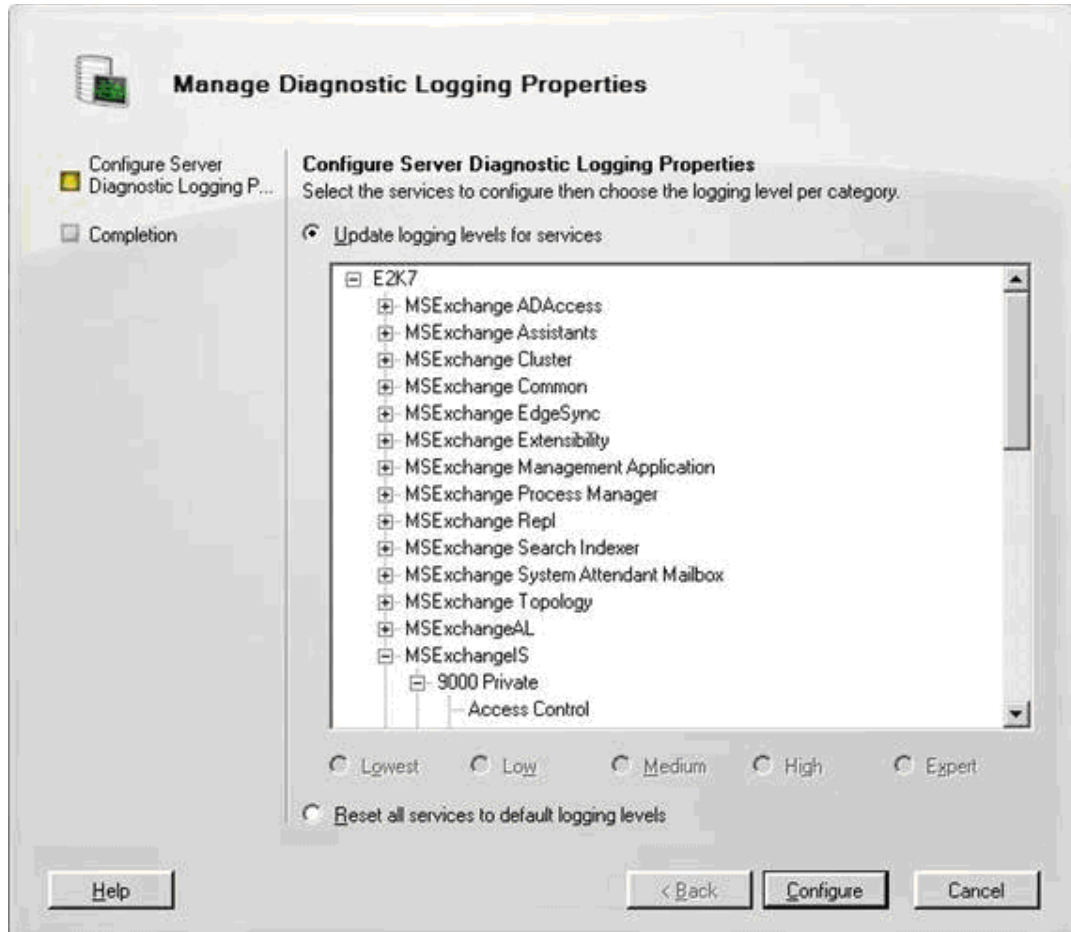 Manage Diagnostic Logging Properties
Configure Server
Diagnostic Logging P...
Completion
Configure Server Diagnostic Logging Properties
Select the services to configure then choose the logging level per category.
Update logging levels for services
E2K7
MSExchange ADAccess
MSExchange Assistants
MSExchange Cluster
MSExchange Common
MSExchange EdgeSync
MSExchange Extensibility
MSExchange Management Application
MSExchange Process Manager
MSExchange Repl
MSExchange Search Indexer
MSExchange System Attendant Mailbox
MSExchange Topology
MSExchangeAL
MSExchangeIS
9000 Private
Access Control
Lowest Low Medium High Expert
Reset all services to default logging levels
Help < Back Configure Cancel